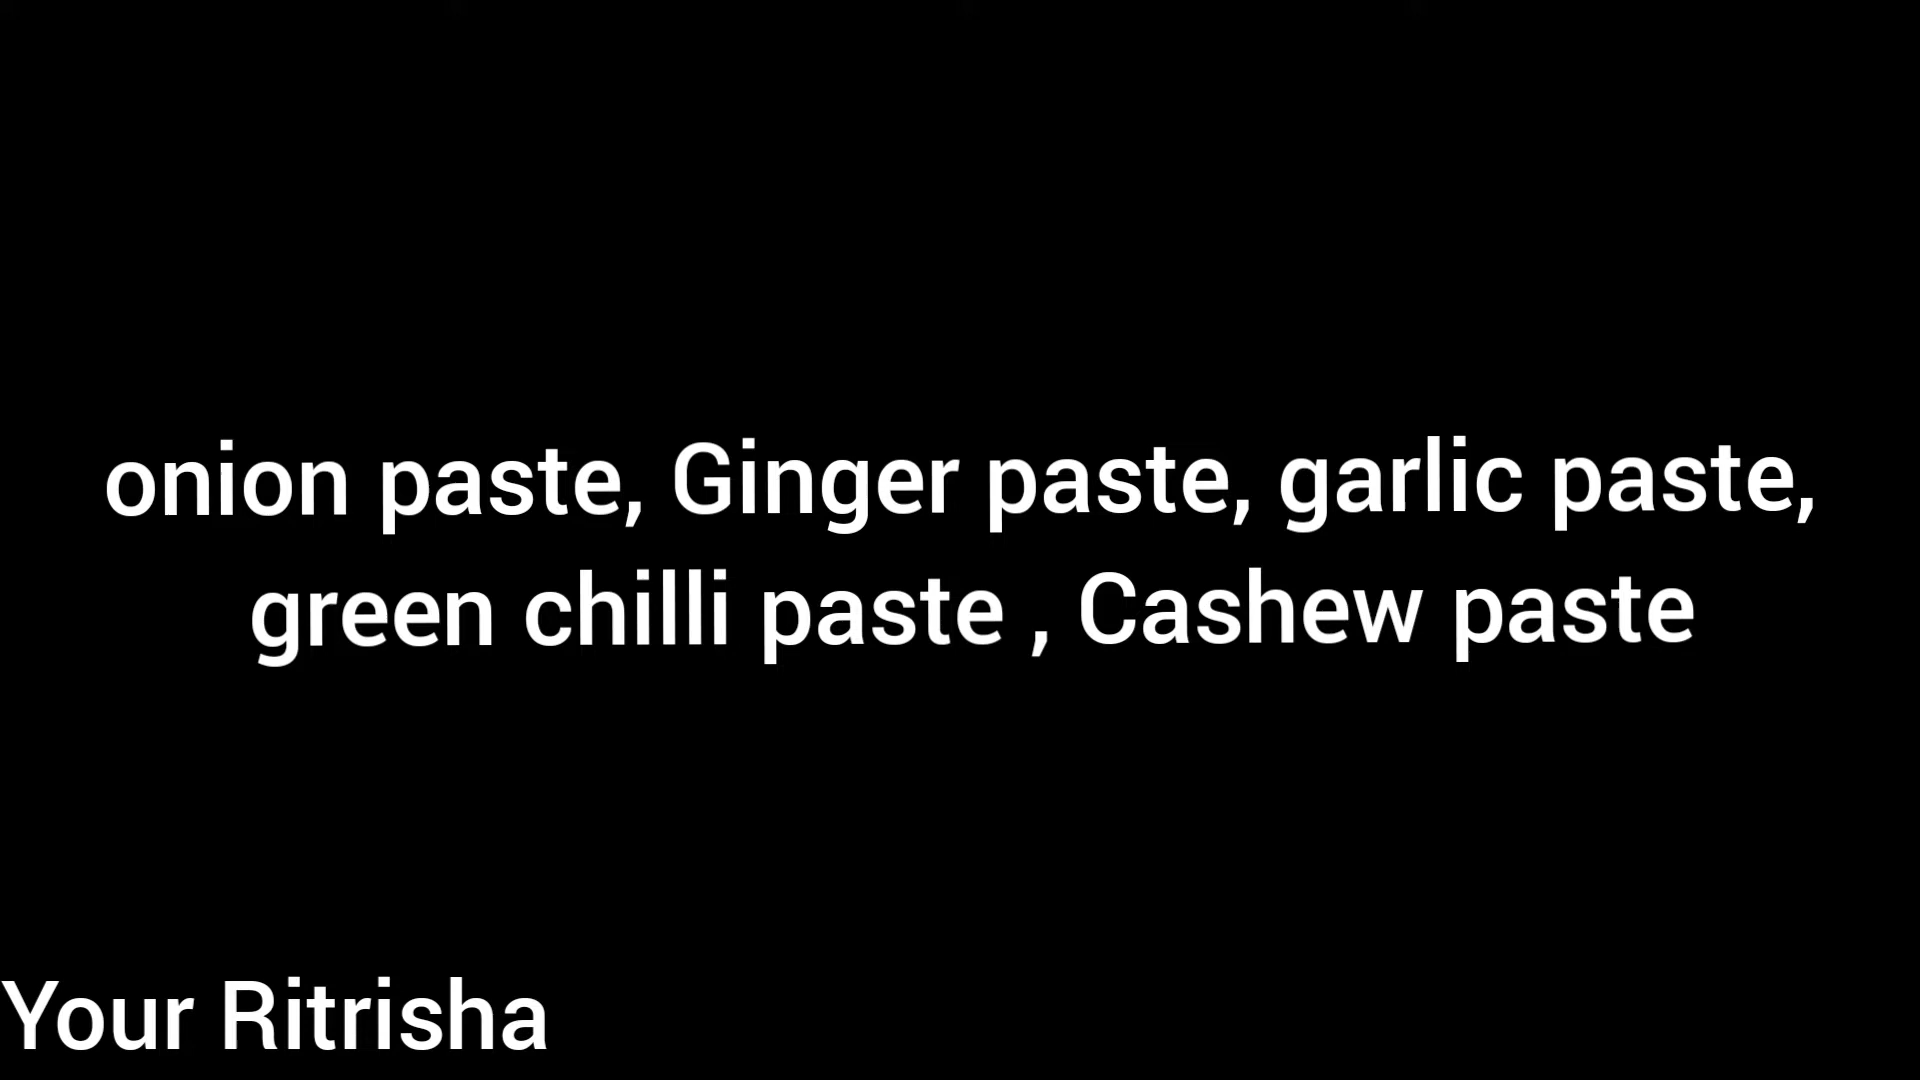 onion paste, Ginger paste, garlic paste,
green chilli paste , Cashew paste
Your Ritrisha